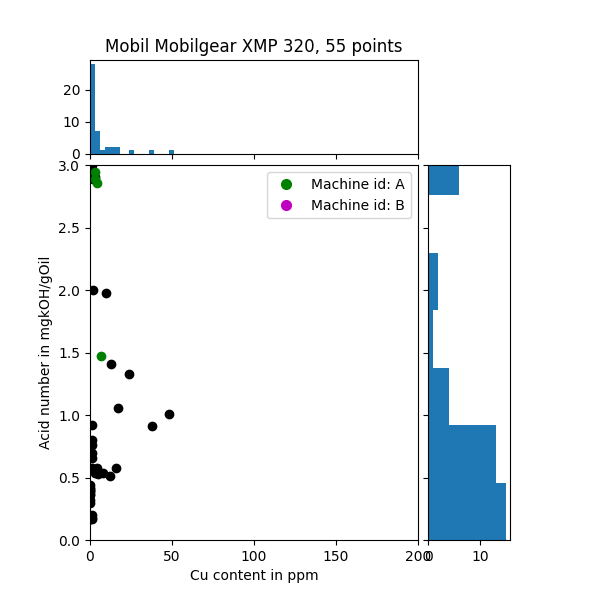 Mobil Mobilgear XMP 320, 55 points
20
10
0
3.0
2.5
2.0
1.5
1.0
0.5
0.0
Acid number in mgkOH/gOil
Machine id: A
Machine id: B
0 50 100 150 200
0 10
Cu content in ppm